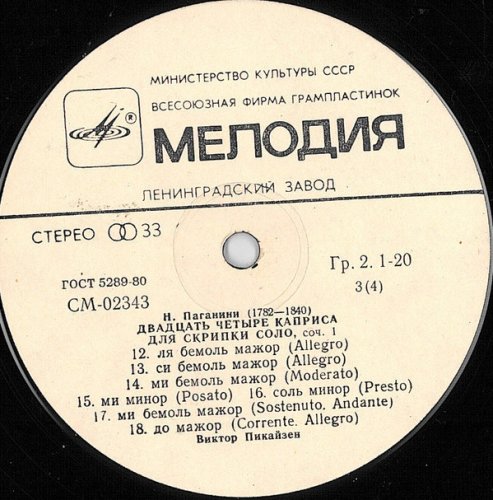 МИНИСТЕРСТВО КУЛЬТУРЫ СССР
ВСЕСОЮЗНАЯ ФИРМА ГРАМПЛАСТИНОК
® МЕЛОДИЯ
ЛЕНИНГРАДСКИЙ ЗАВОД
СТЕРЕО 33
ГОСТ 5289-80
Гр. 2. 1-20
СМ-02343
3 (4)
Н. Паганини (1782—1840)
ДВАДЦАТЬ ЧЕТЫРЕ КАПРИСА
ДЛЯ СКРИПКИ СОЛО, соч. 1
12. ля бемоль мажор (Allegro)
13. си бемоль мажор (Allegro)
14. ми бемоль мажор (Moderato)
15. ми минор (Posato) 16. соль минор (Presto)
17. ми бемоль мажор (Sostenuto. Andante)
18. до мажор (Corrente. Allegro)
Виктор Пикайзен